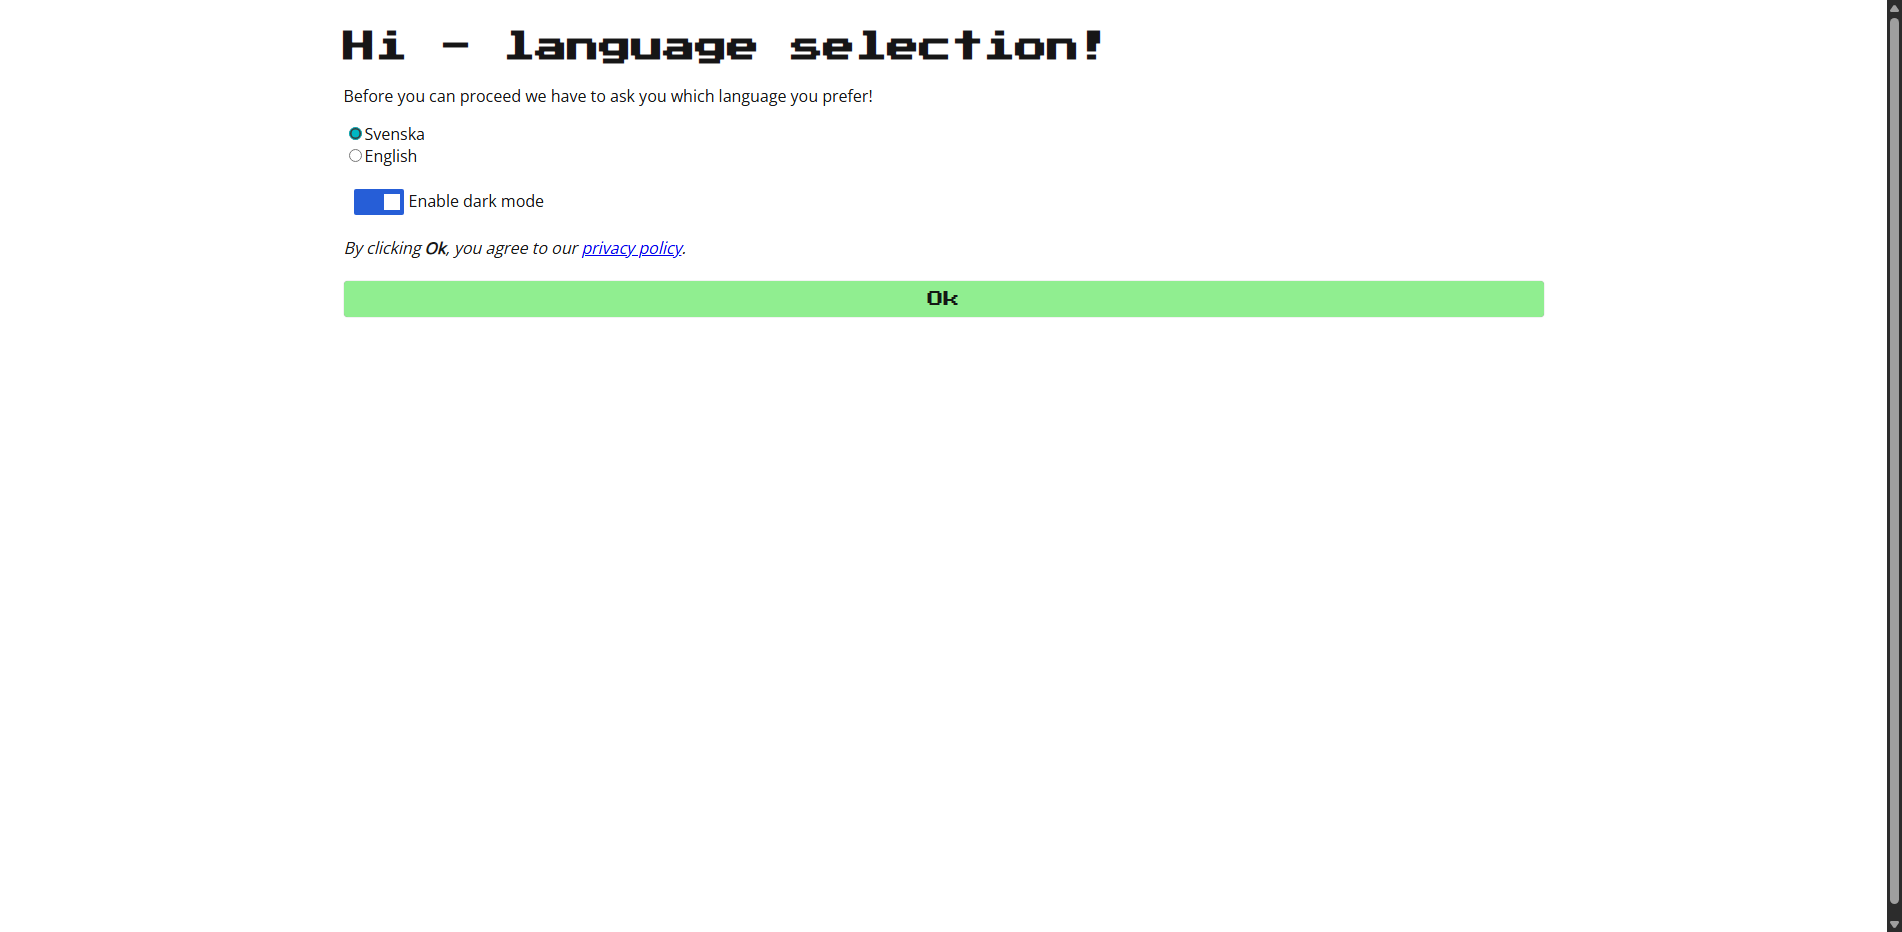 Hi - language selection!
Before you can proceed we have to ask you which language you prefer!
Svenska
English
Enable dark mode
By clicking Ok, you agree to our privacy policy.
Ok